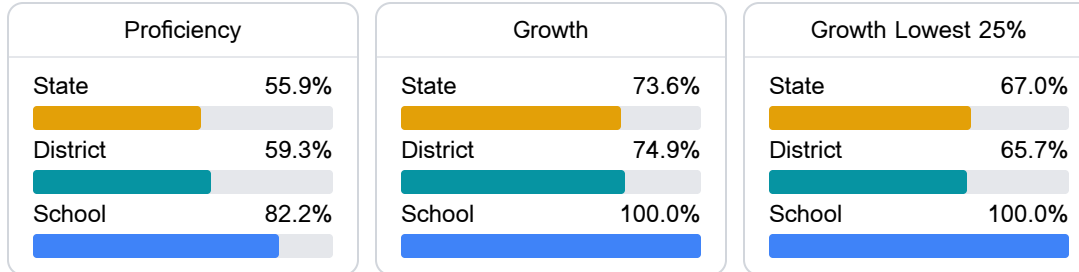 Proficiency
State 55.9%
District 59.3%
School 82.2%
Growth
State 73.6%
District 74.9%
School 100.0%
Growth Lowest 25%
State 67.0%
District 65.7%
School 100.0%